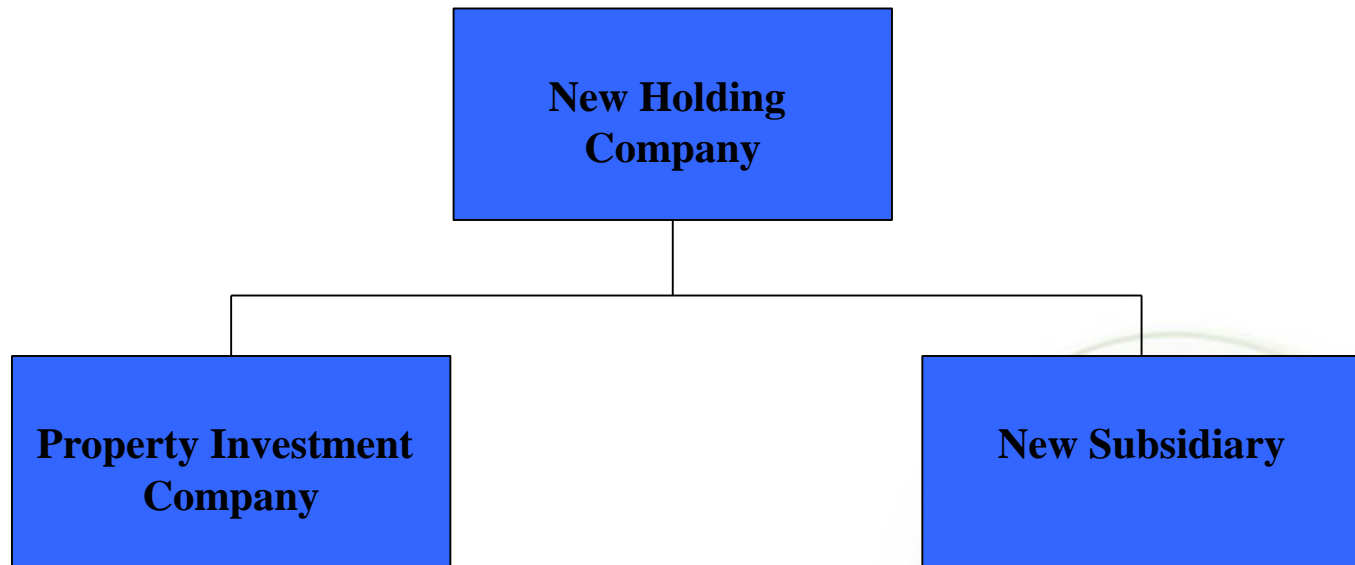 New Holding
Company
Property Investment
Company
New Subsidiary